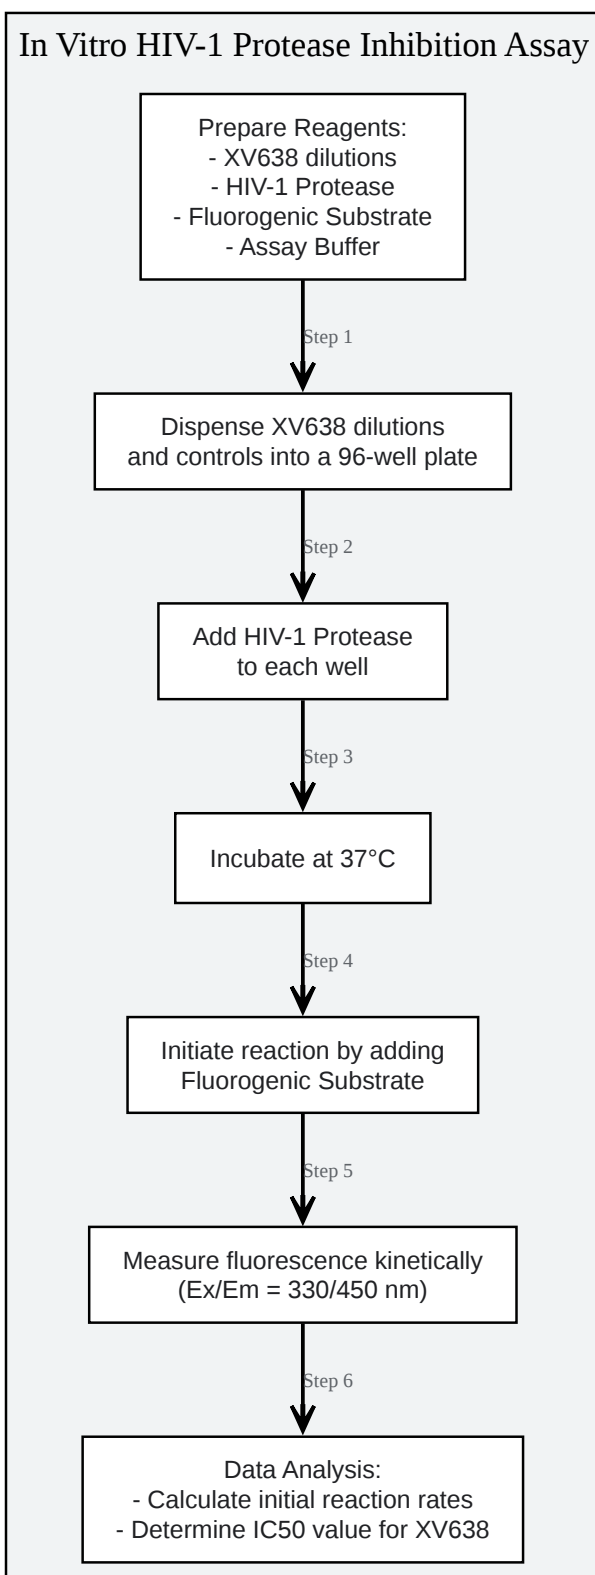 In Vitro HIV-1 Protease Inhibition Assay
Prepare Reagents:
- XV638 dilutions
- HIV-1 Protease
- Fluorogenic Substrate
- Assay Buffer
Step 1
Dispense XV638 dilutions
and controls into a 96-well plate
Step 2
Add HIV-1 Protease
to each well
Step 3
Incubate at 37°C
Step 4
Initiate reaction by adding
Fluorogenic Substrate
Step 5
Measure fluorescence kinetically
(Ex/Em = 330/450 nm)
Step 6
Data Analysis:
- Calculate initial reaction rates
- Determine IC50 value for XV638